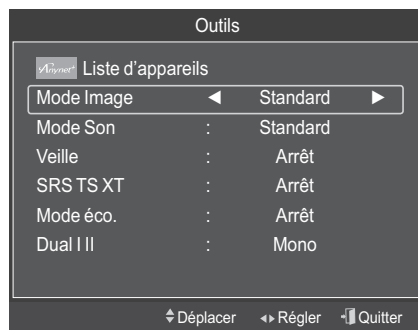 Outils
Anynet+ Liste d'appareils
Mode Image ◄ Standard ►
Mode Son : Standard
Veille : Arrêt
SRS TS XT : Arrêt
Mode éco. : Arrêt
Dual I II : Mono
Déplacer Régler Quitter